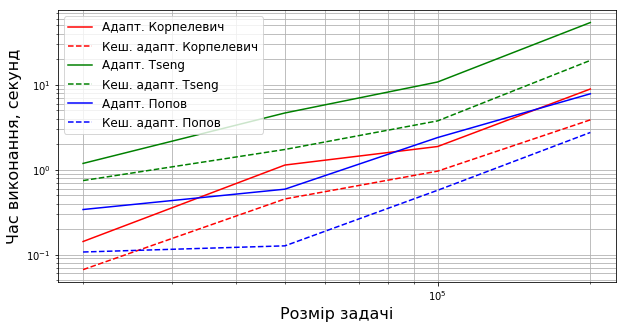 Адапт. Корпелевич
Кеш. адапт. Корпелевич
Адапт. Tseng
Кеш. адапт. Tseng
Адапт. Попов
Кеш. адапт. Попов
Час виконання, секунд
10¹
10⁰
10⁻¹
10⁵
Розмір задачі